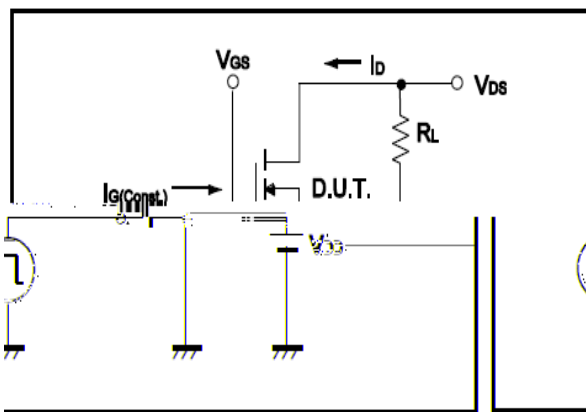 VGS
ID
VDS
RL
IG(Const.)
D.U.T.
VDD